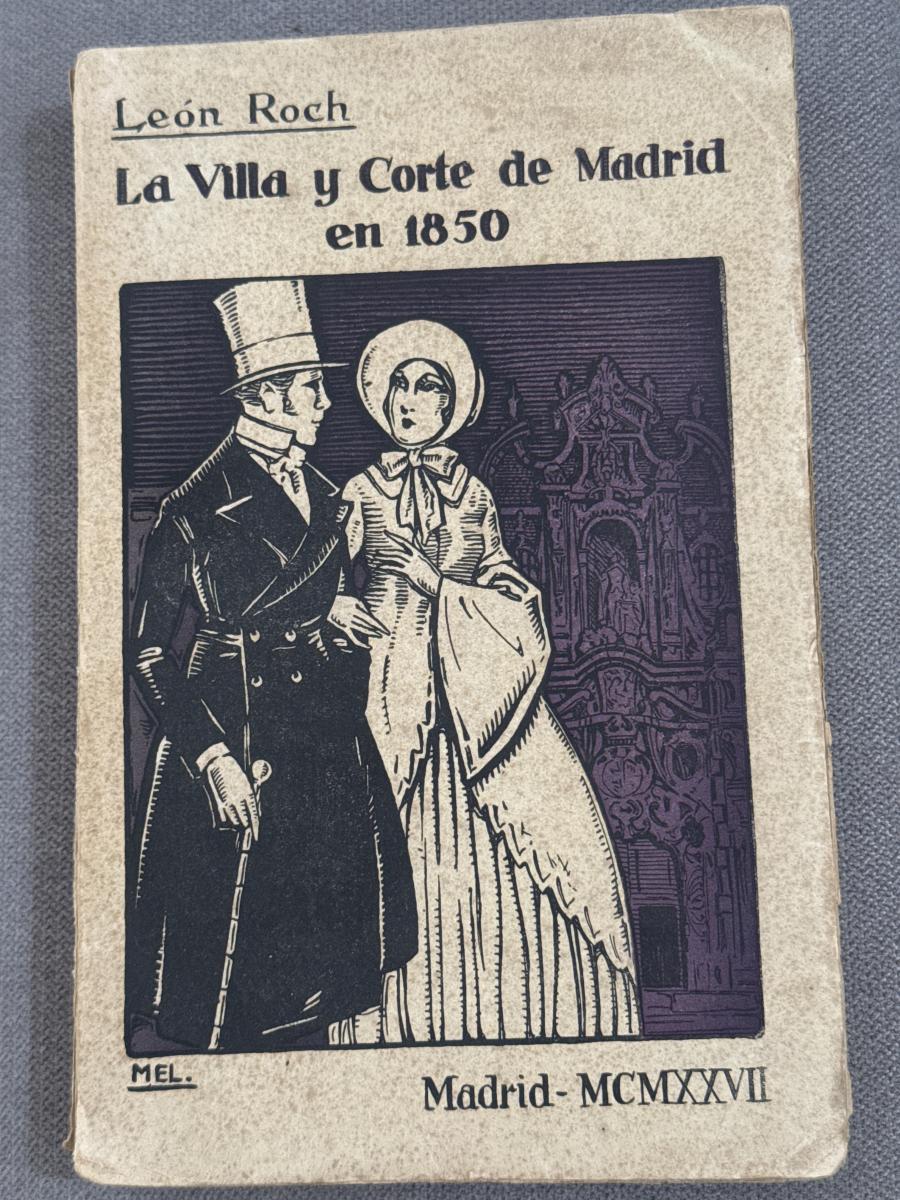 León Roch
La Villa y Corte de Madrid
en 1850
MEL.
Madrid - MCMXXVII